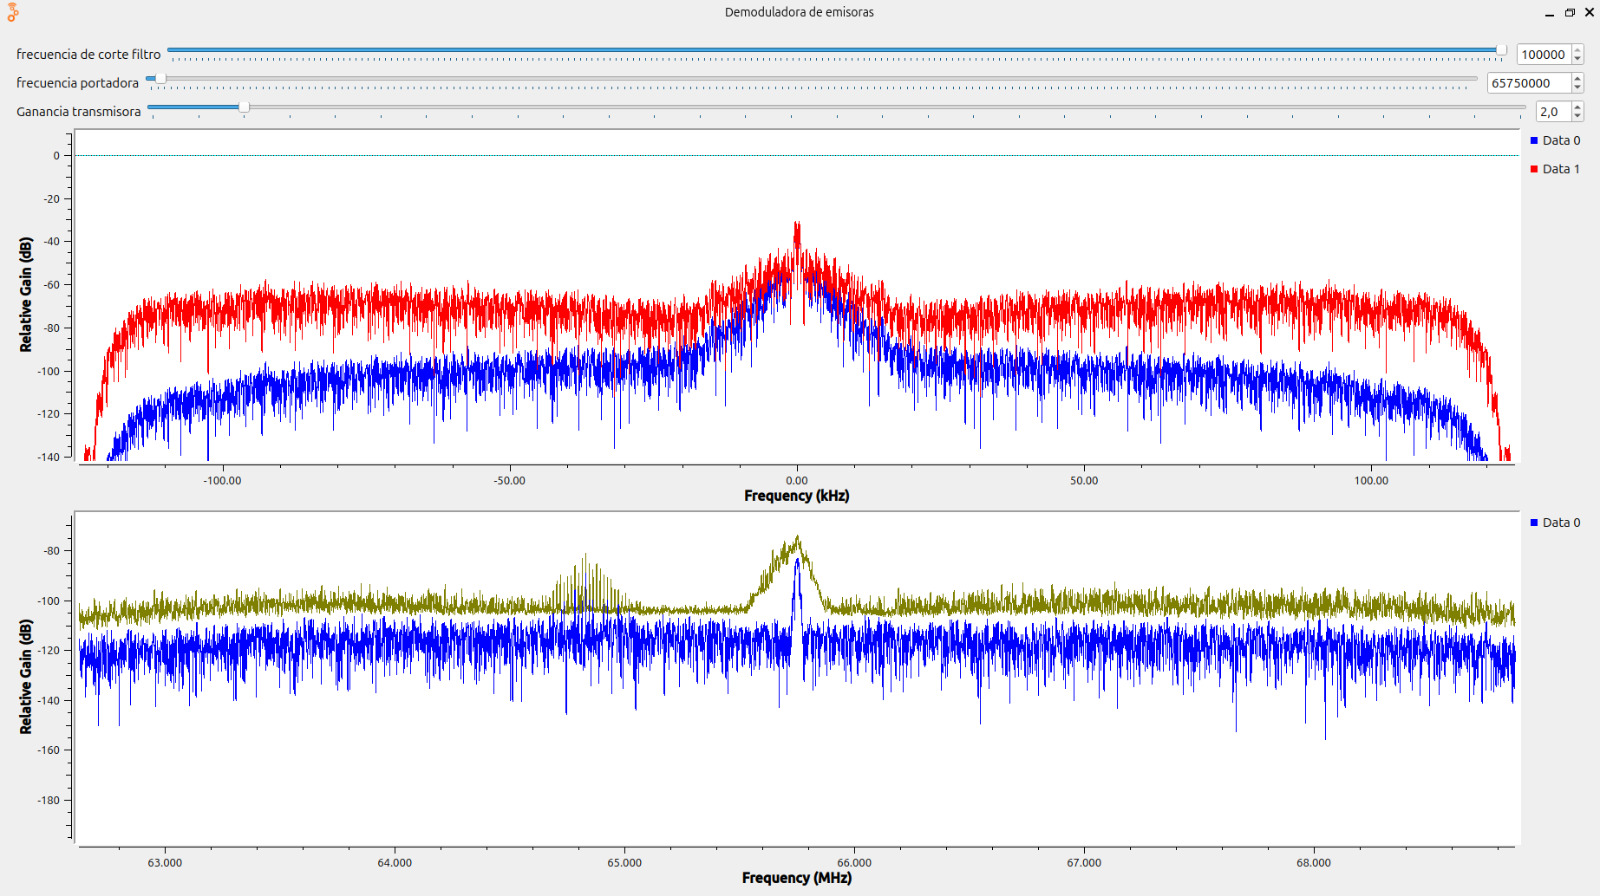 Demoduladora de emisoras
frecuencia de corte filtro 100000
frecuencia portadora 65750000
Ganancia transmisora 2,0
Data 0
Data 1
Relative Gain (dB)
0
-20
-40
-60
-80
-100
-120
-140
-100.00 -50.00 0.00 50.00 100.00
Frequency (kHz)
Data 0
Relative Gain (dB)
-80
-100
-120
-140
-160
-180
63.000 64.000 65.000 66.000 67.000 68.000
Frequency (MHz)